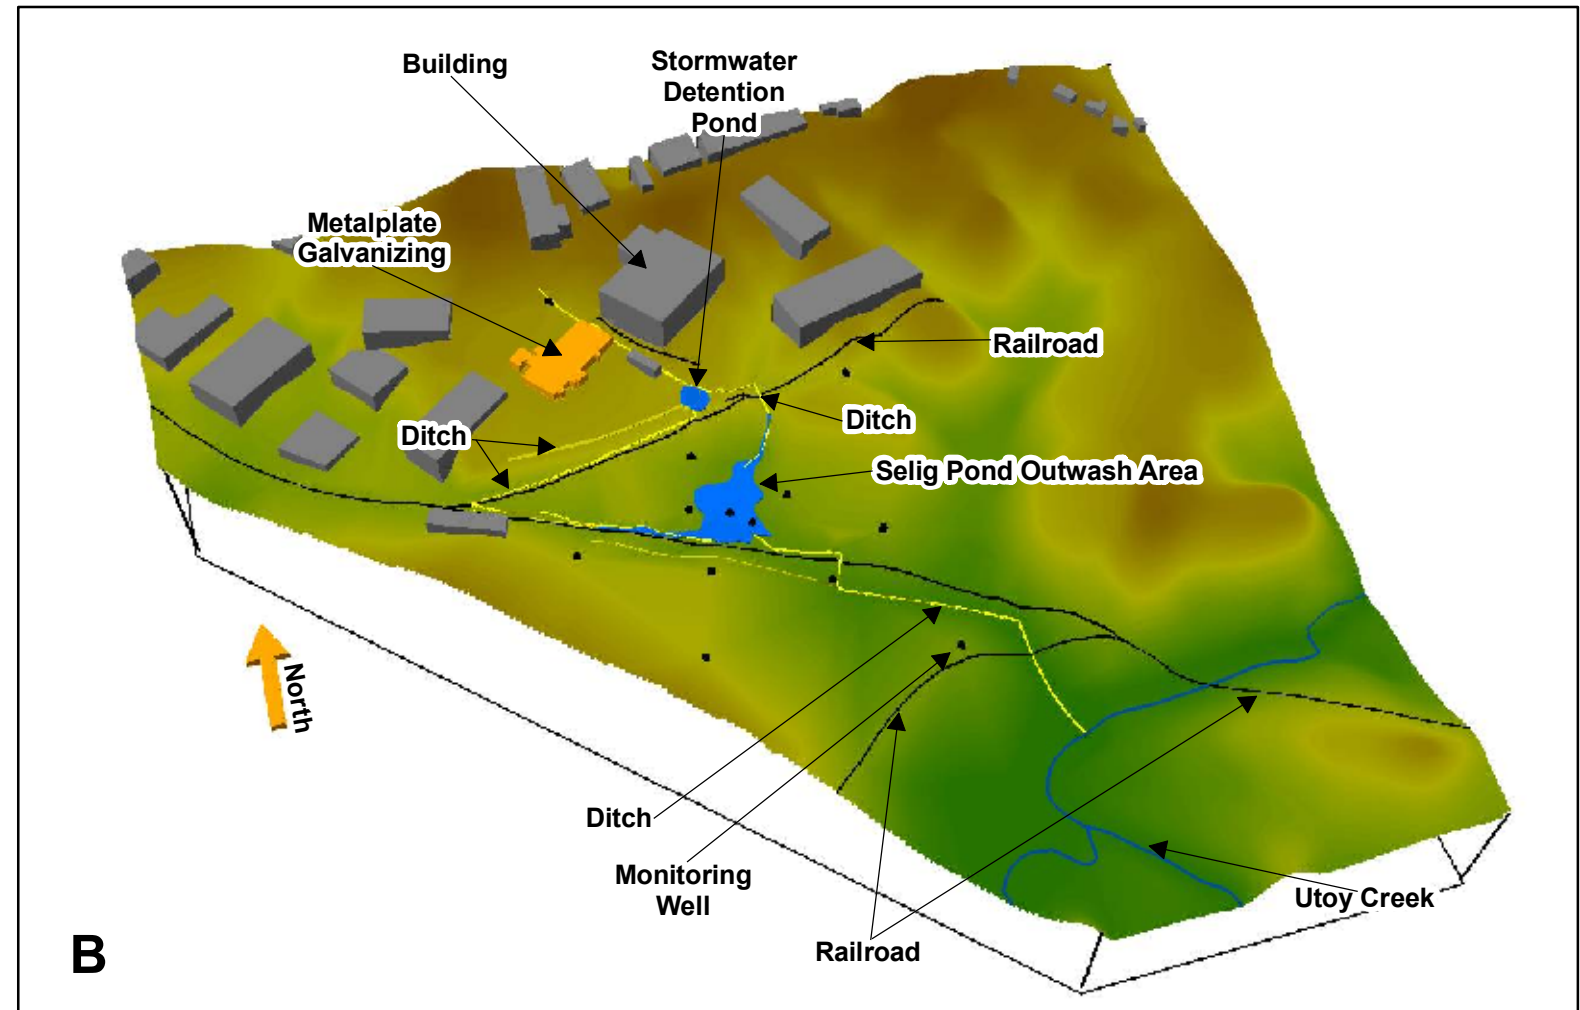 Building
Stormwater
Detention
Pond
Metalplate
Galvanizing
Railroad
Ditch
Ditch
Selig Pond Outwash Area
North
Ditch
Monitoring
Well
Railroad
Utoy Creek
B